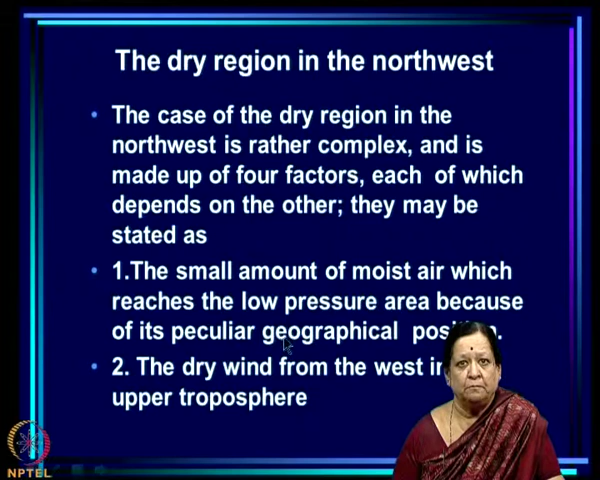 The dry region in the northwest
• The case of the dry region in the
northwest is rather complex, and is
made up of four factors, each of which
depends on the other; they may be
stated as
• 1.The small amount of moist air which
reaches the low pressure area because
of its peculiar geographical
• 2. The dry wind from the west
upper troposphere
NPTEL